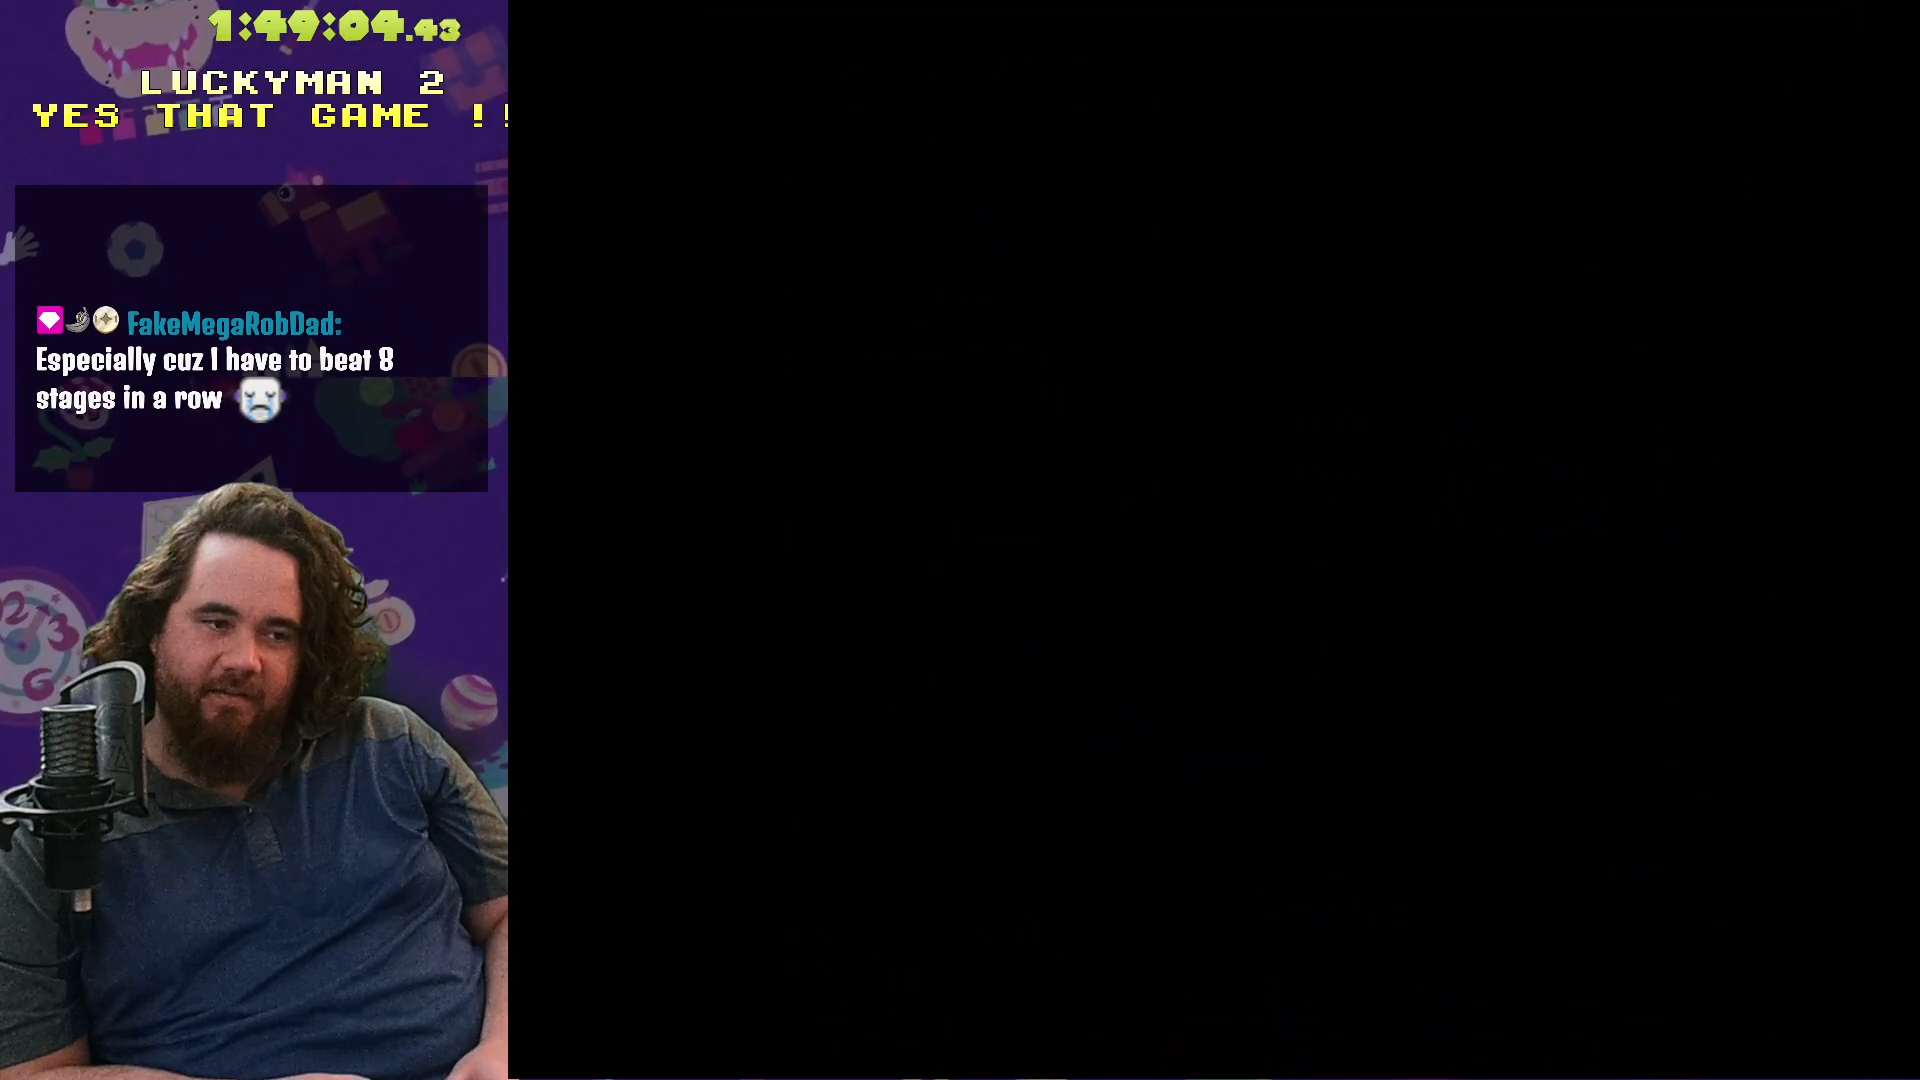 1:49:04.43
LUCKYMAN 2
YES THAT GAME !!
FakeMegaRobDad:
Especially cuz I have to beat 8
stages in a row